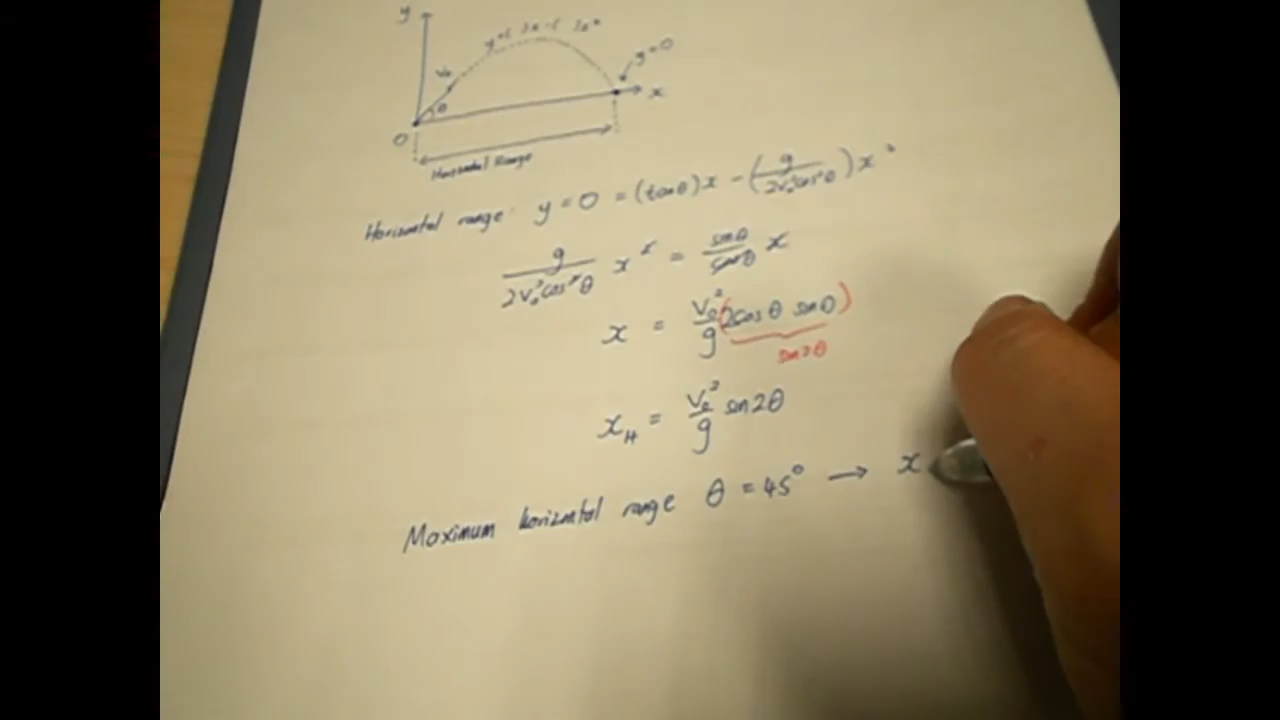 y
y=0
V₀
θ
x
O
Horizontal Range
Horizontal range: y = 0 = (tanθ)x - (g/2V₀²cos²θ)x²
g/2V₀²cos²θ x² = sinθ/cosθ x
x = V₀²/g (2cosθ sinθ)
sin2θ
x_H = V₀²/g sin2θ
Maximum horizontal range θ = 45° → x